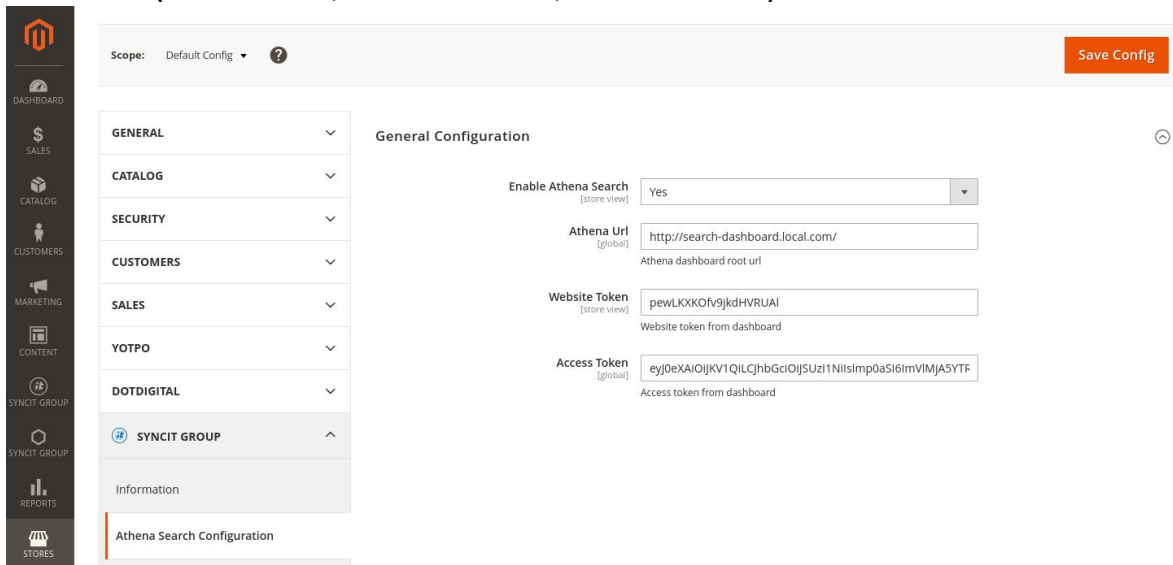 Scope: Default Config ?
Save Config
DASHBOARD
$
SALES
CATALOG
CUSTOMERS
MARKETING
CONTENT
SYNCIT GROUP
SYNCIT GROUP
REPORTS
STORES
GENERAL
CATALOG
SECURITY
CUSTOMERS
SALES
YOTPO
DOTDIGITAL
SYNCIT GROUP
Information
Athena Search Configuration
General Configuration
Enable Athena Search Yes
[store view]
Athena Url http://search-dashboard.local.com/
[global]
Athena dashboard root url
Website Token pewLKXKOfv9jkdHVRUAl
[store view]
Website token from dashboard
Access Token
[global]
Access token from dashboard